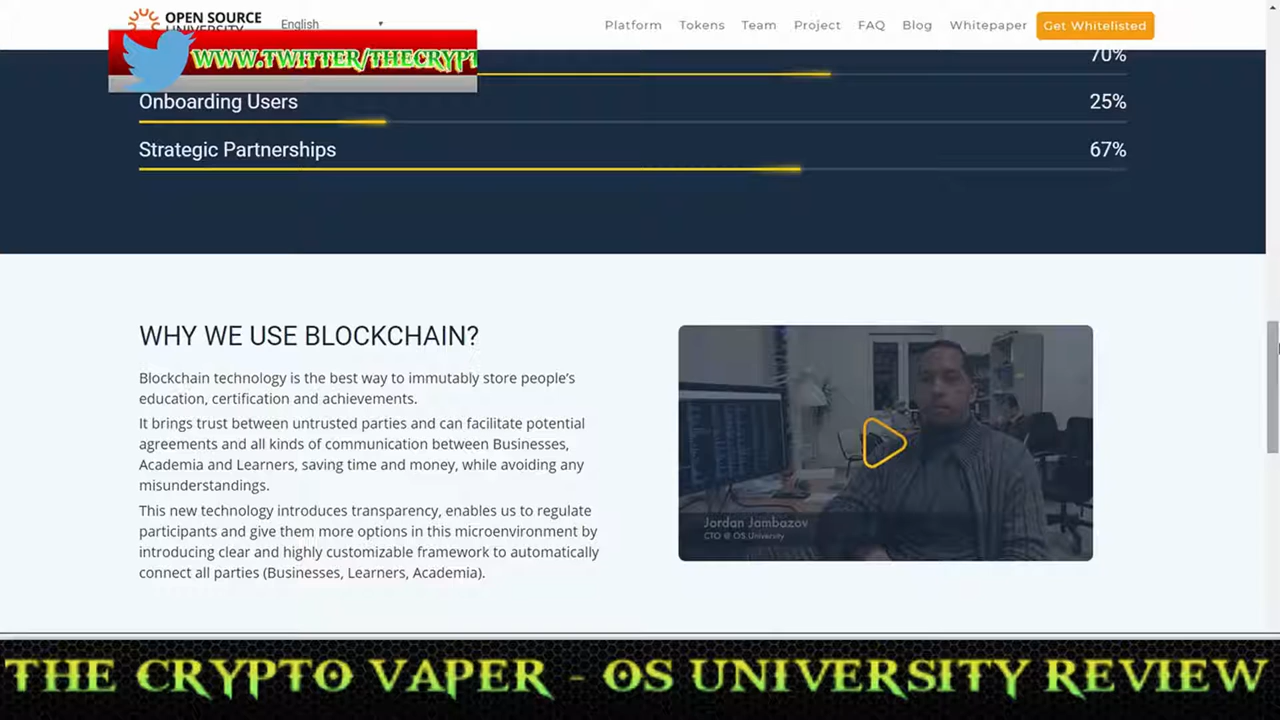 OPEN SOURCE
English
Platform Tokens Team Project FAQ Blog Whitepaper Get Whitelisted
WWW.TWITTER/THECRYPT
70%
Onboarding Users 25%
Strategic Partnerships 67%
WHY WE USE BLOCKCHAIN?
Blockchain technology is the best way to immutably store people's
education, certification and achievements.
It brings trust between untrusted parties and can facilitate potential
agreements and all kinds of communication between Businesses,
Academia and Learners, saving time and money, while avoiding any
misunderstandings.
This new technology introduces transparency, enables us to regulate
participants and give them more options in this microenvironment by
introducing clear and highly customizable framework to automatically
connect all parties (Businesses, Learners, Academia).
Jordan Jambazov
CTO @ OS.University
THE CRYPTO VAPER - OS UNIVERSITY REVIEW